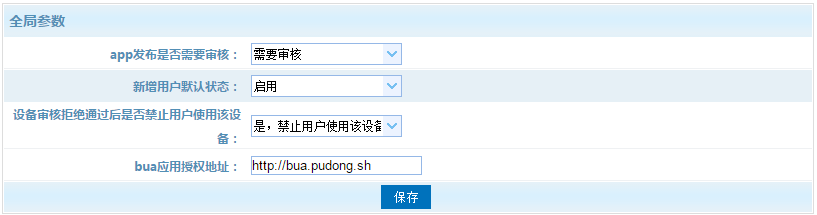 全局参数
app发布是否需要审核： 需要审核
新增用户默认状态： 启用
设备审核拒绝通过后是否禁止用户使用该设
备： 是，禁止用户使用该设备
bua应用授权地址： http://bua.pudong.sh
保存